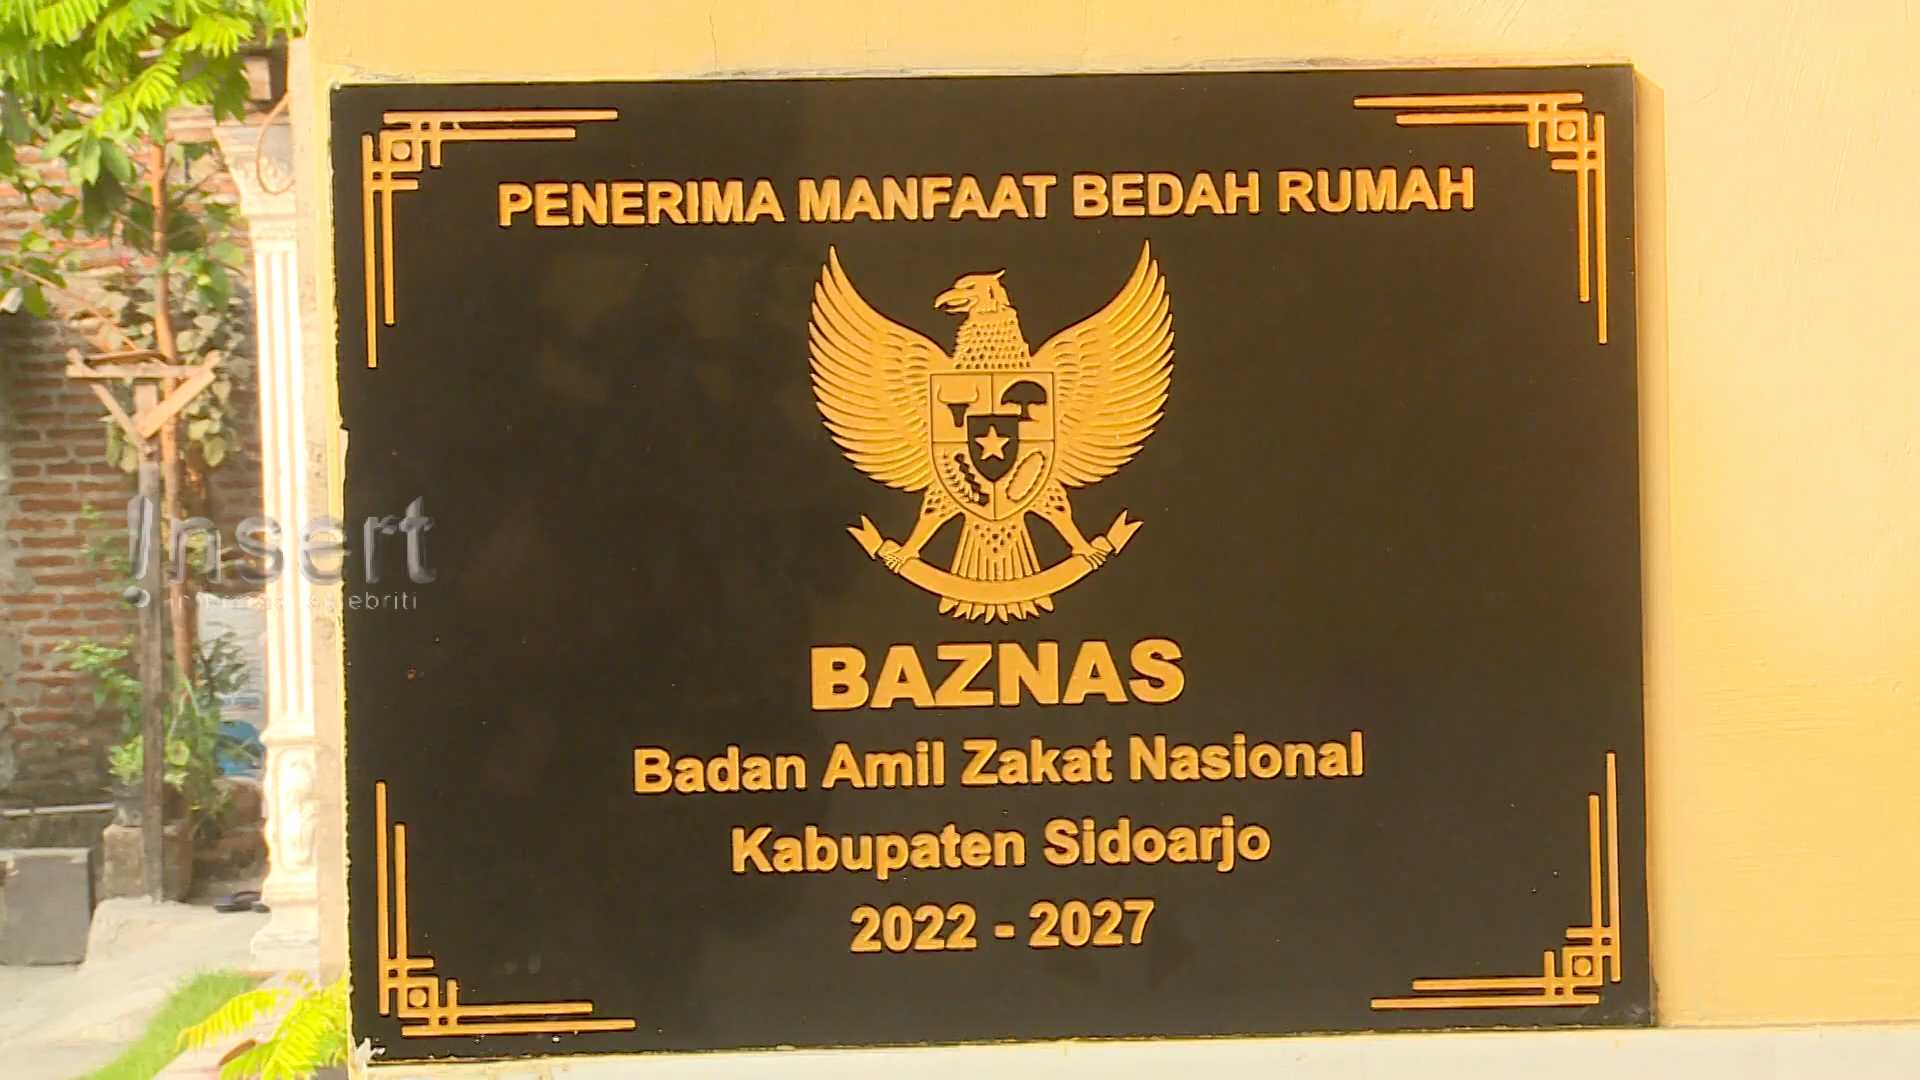 PENERIMA MANFAAT BEDAH RUMAH
BAZNAS
Badan Amil Zakat Nasional
Kabupaten Sidoarjo
2022 - 2027
Insert